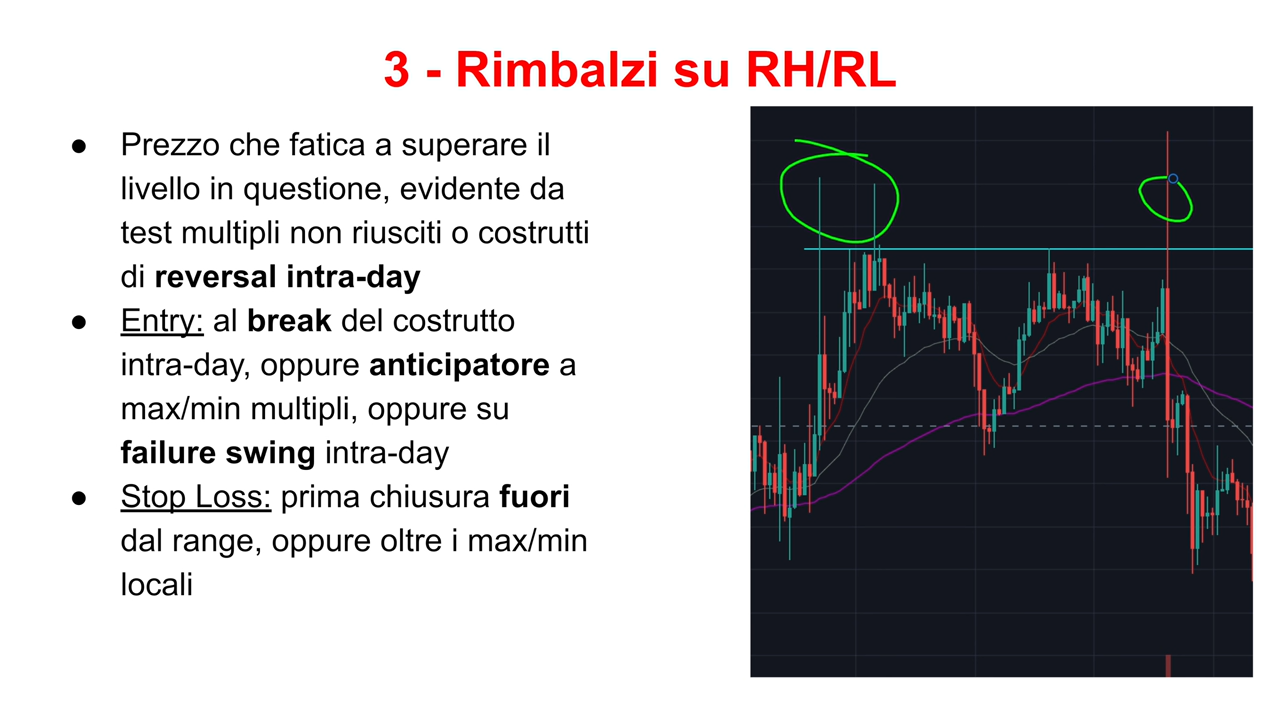 3 - Rimbalzi su RH/RL
● Prezzo che fatica a superare il
livello in questione, evidente da
test multipli non riusciti o costrutti
di reversal intra-day
● Entry: al break del costrutto
intra-day, oppure anticipatore a
max/min multipli, oppure su
failure swing intra-day
● Stop Loss: prima chiusura fuori
dal range, oppure oltre i max/min
locali